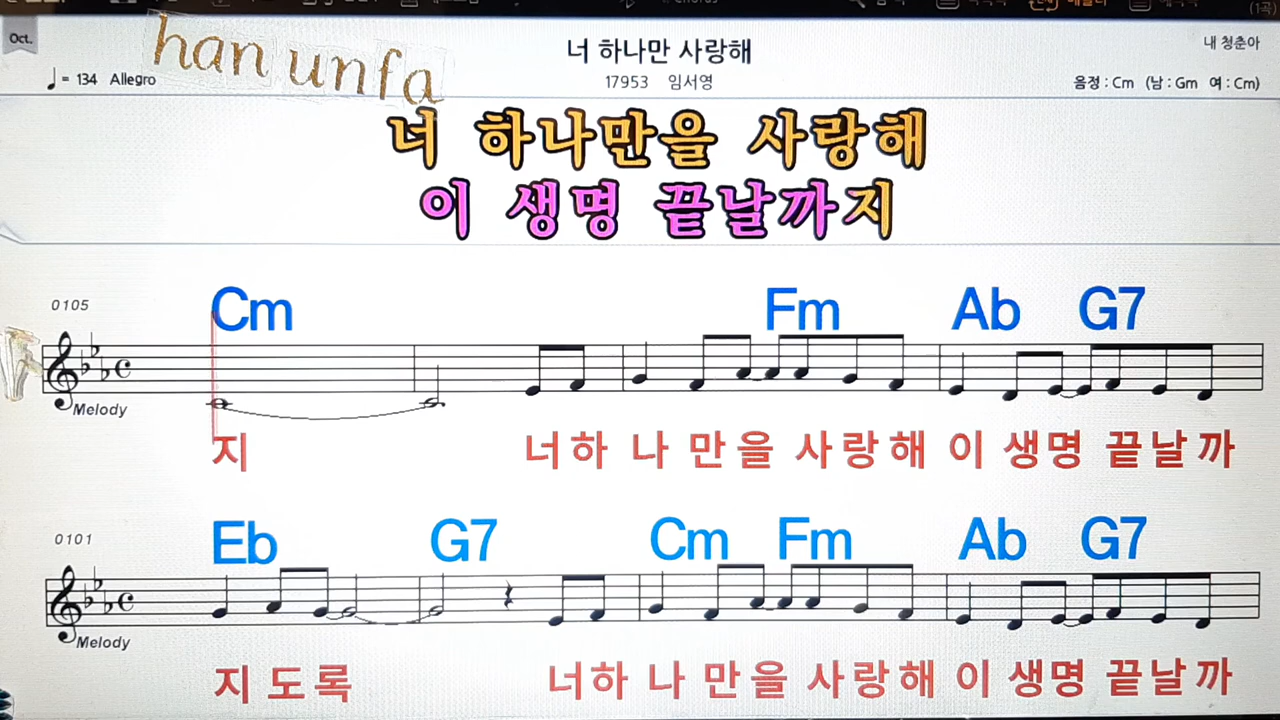 (1곡)
Oct.
han unfa
너 하나만 사랑해
내 청춘아
♩ = 134 Allegro
17953 임서영
음정 : Cm (남 : Gm 여 : Cm)
너 하나만을 사랑해
이 생명 끝날까지
0105
Cm Fm Ab G7
Melody
지 너하 나 만을 사랑해 이 생명 끝날까
0101
Eb G7 Cm Fm Ab G7
Melody
지도록 너하 나 만을 사랑해 이 생명 끝날까